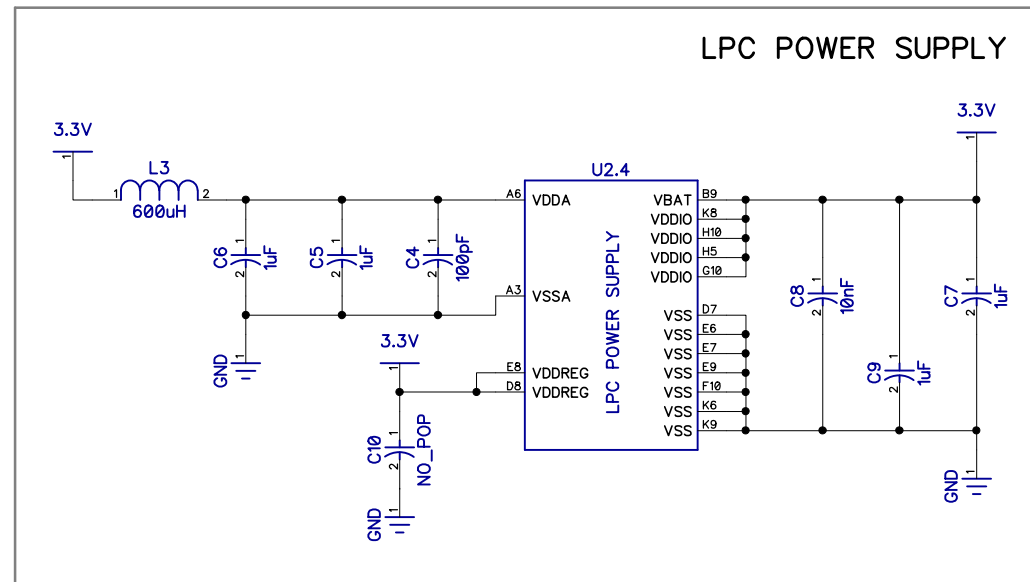 LPC POWER SUPPLY
3.3V
1
L3
1 2
600uH
C6
1
2
1uF
C5
1
2
1uF
C4
1
2
100pF
GND
1
3.3V
1
C10
1
2
NO_POP
GND
1
U2.4
LPC POWER SUPPLY
A6 VDDA
A3 VSSA
E8 VDDREG
D8 VDDREG
VBAT B9
VDDIO K8
VDDIO H10
VDDIO H5
VDDIO G10
VSS D7
VSS E6
VSS E7
VSS E9
VSS F10
VSS K6
VSS K9
3.3V
1
C8
1
2
10nF
C9
1
2
1uF
C7
1
2
1uF
GND
1